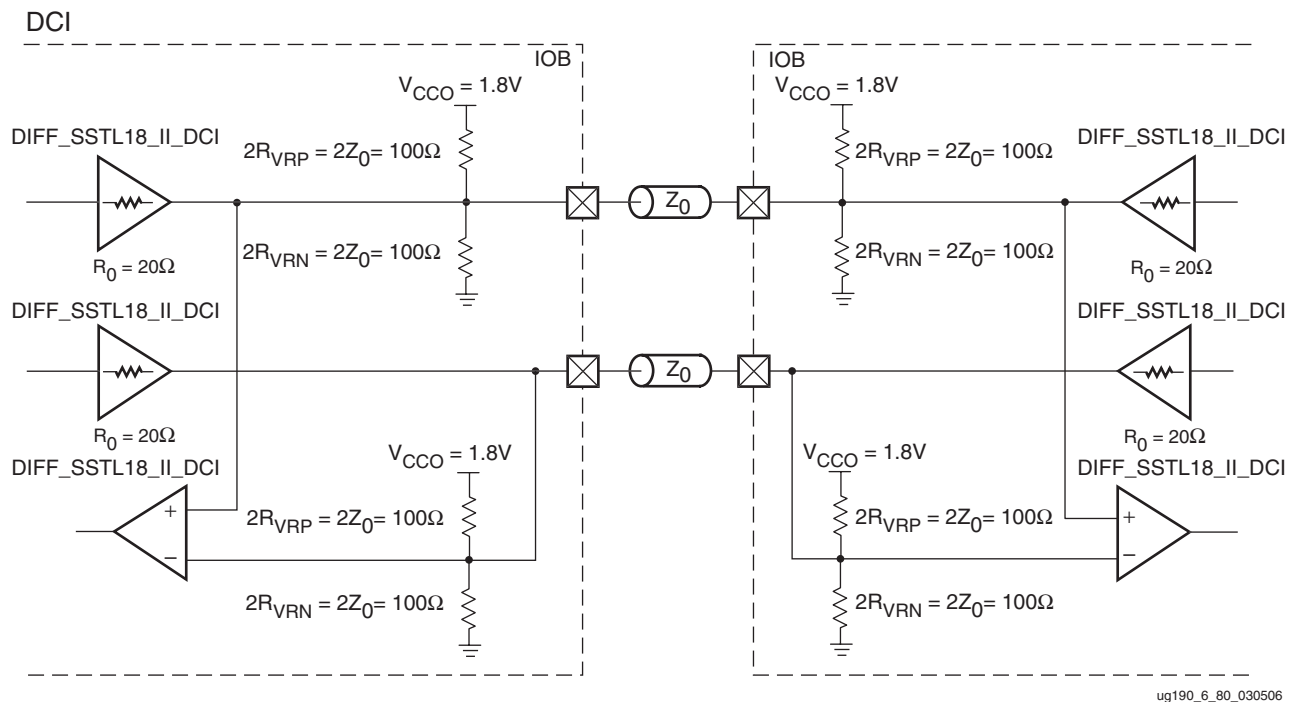 DCI
IOB
IOB
V_CCO = 1.8V
V_CCO = 1.8V
DIFF_SSTL18_II_DCI
2R_VRP = 2Z_0 = 100Ω
2R_VRP = 2Z_0 = 100Ω
DIFF_SSTL18_II_DCI
Z_0
2R_VRN = 2Z_0 = 100Ω
2R_VRN = 2Z_0 = 100Ω
R_0 = 20Ω
R_0 = 20Ω
DIFF_SSTL18_II_DCI
DIFF_SSTL18_II_DCI
Z_0
R_0 = 20Ω
R_0 = 20Ω
V_CCO = 1.8V
V_CCO = 1.8V
DIFF_SSTL18_II_DCI
DIFF_SSTL18_II_DCI
+
2R_VRP = 2Z_0 = 100Ω
2R_VRP = 2Z_0 = 100Ω
+
−
−
2R_VRN = 2Z_0 = 100Ω
2R_VRN = 2Z_0 = 100Ω
ug190_6_80_030506